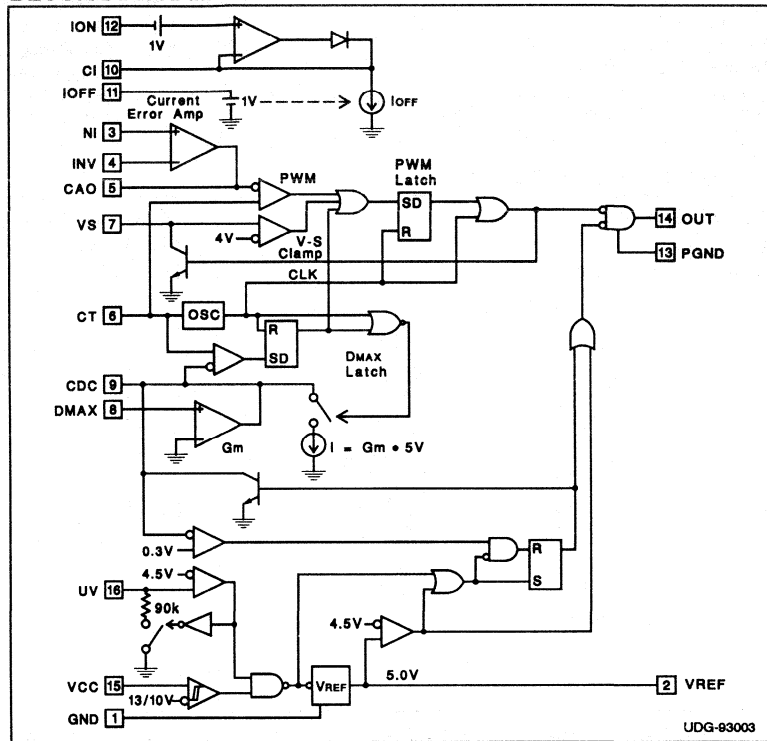 ION 12
1V
CI 10
IOFF 11
1V
IOFF
Current
Error Amp
NI 3
INV 4
CAO 5
PWM
PWM
Latch
SD
R
VS 7
4V
V-S
Clamp
14 OUT
13 PGND
CLK
CT 6
OSC
R
SD
DMAX
Latch
CDC 9
DMAX 8
Gm
I = Gm • 5V
0.3V
R
S
4.5V
UV 16
90k
4.5V
VCC 15
13/10V
VREF
5.0V
2 VREF
GND 1
UDG-93003